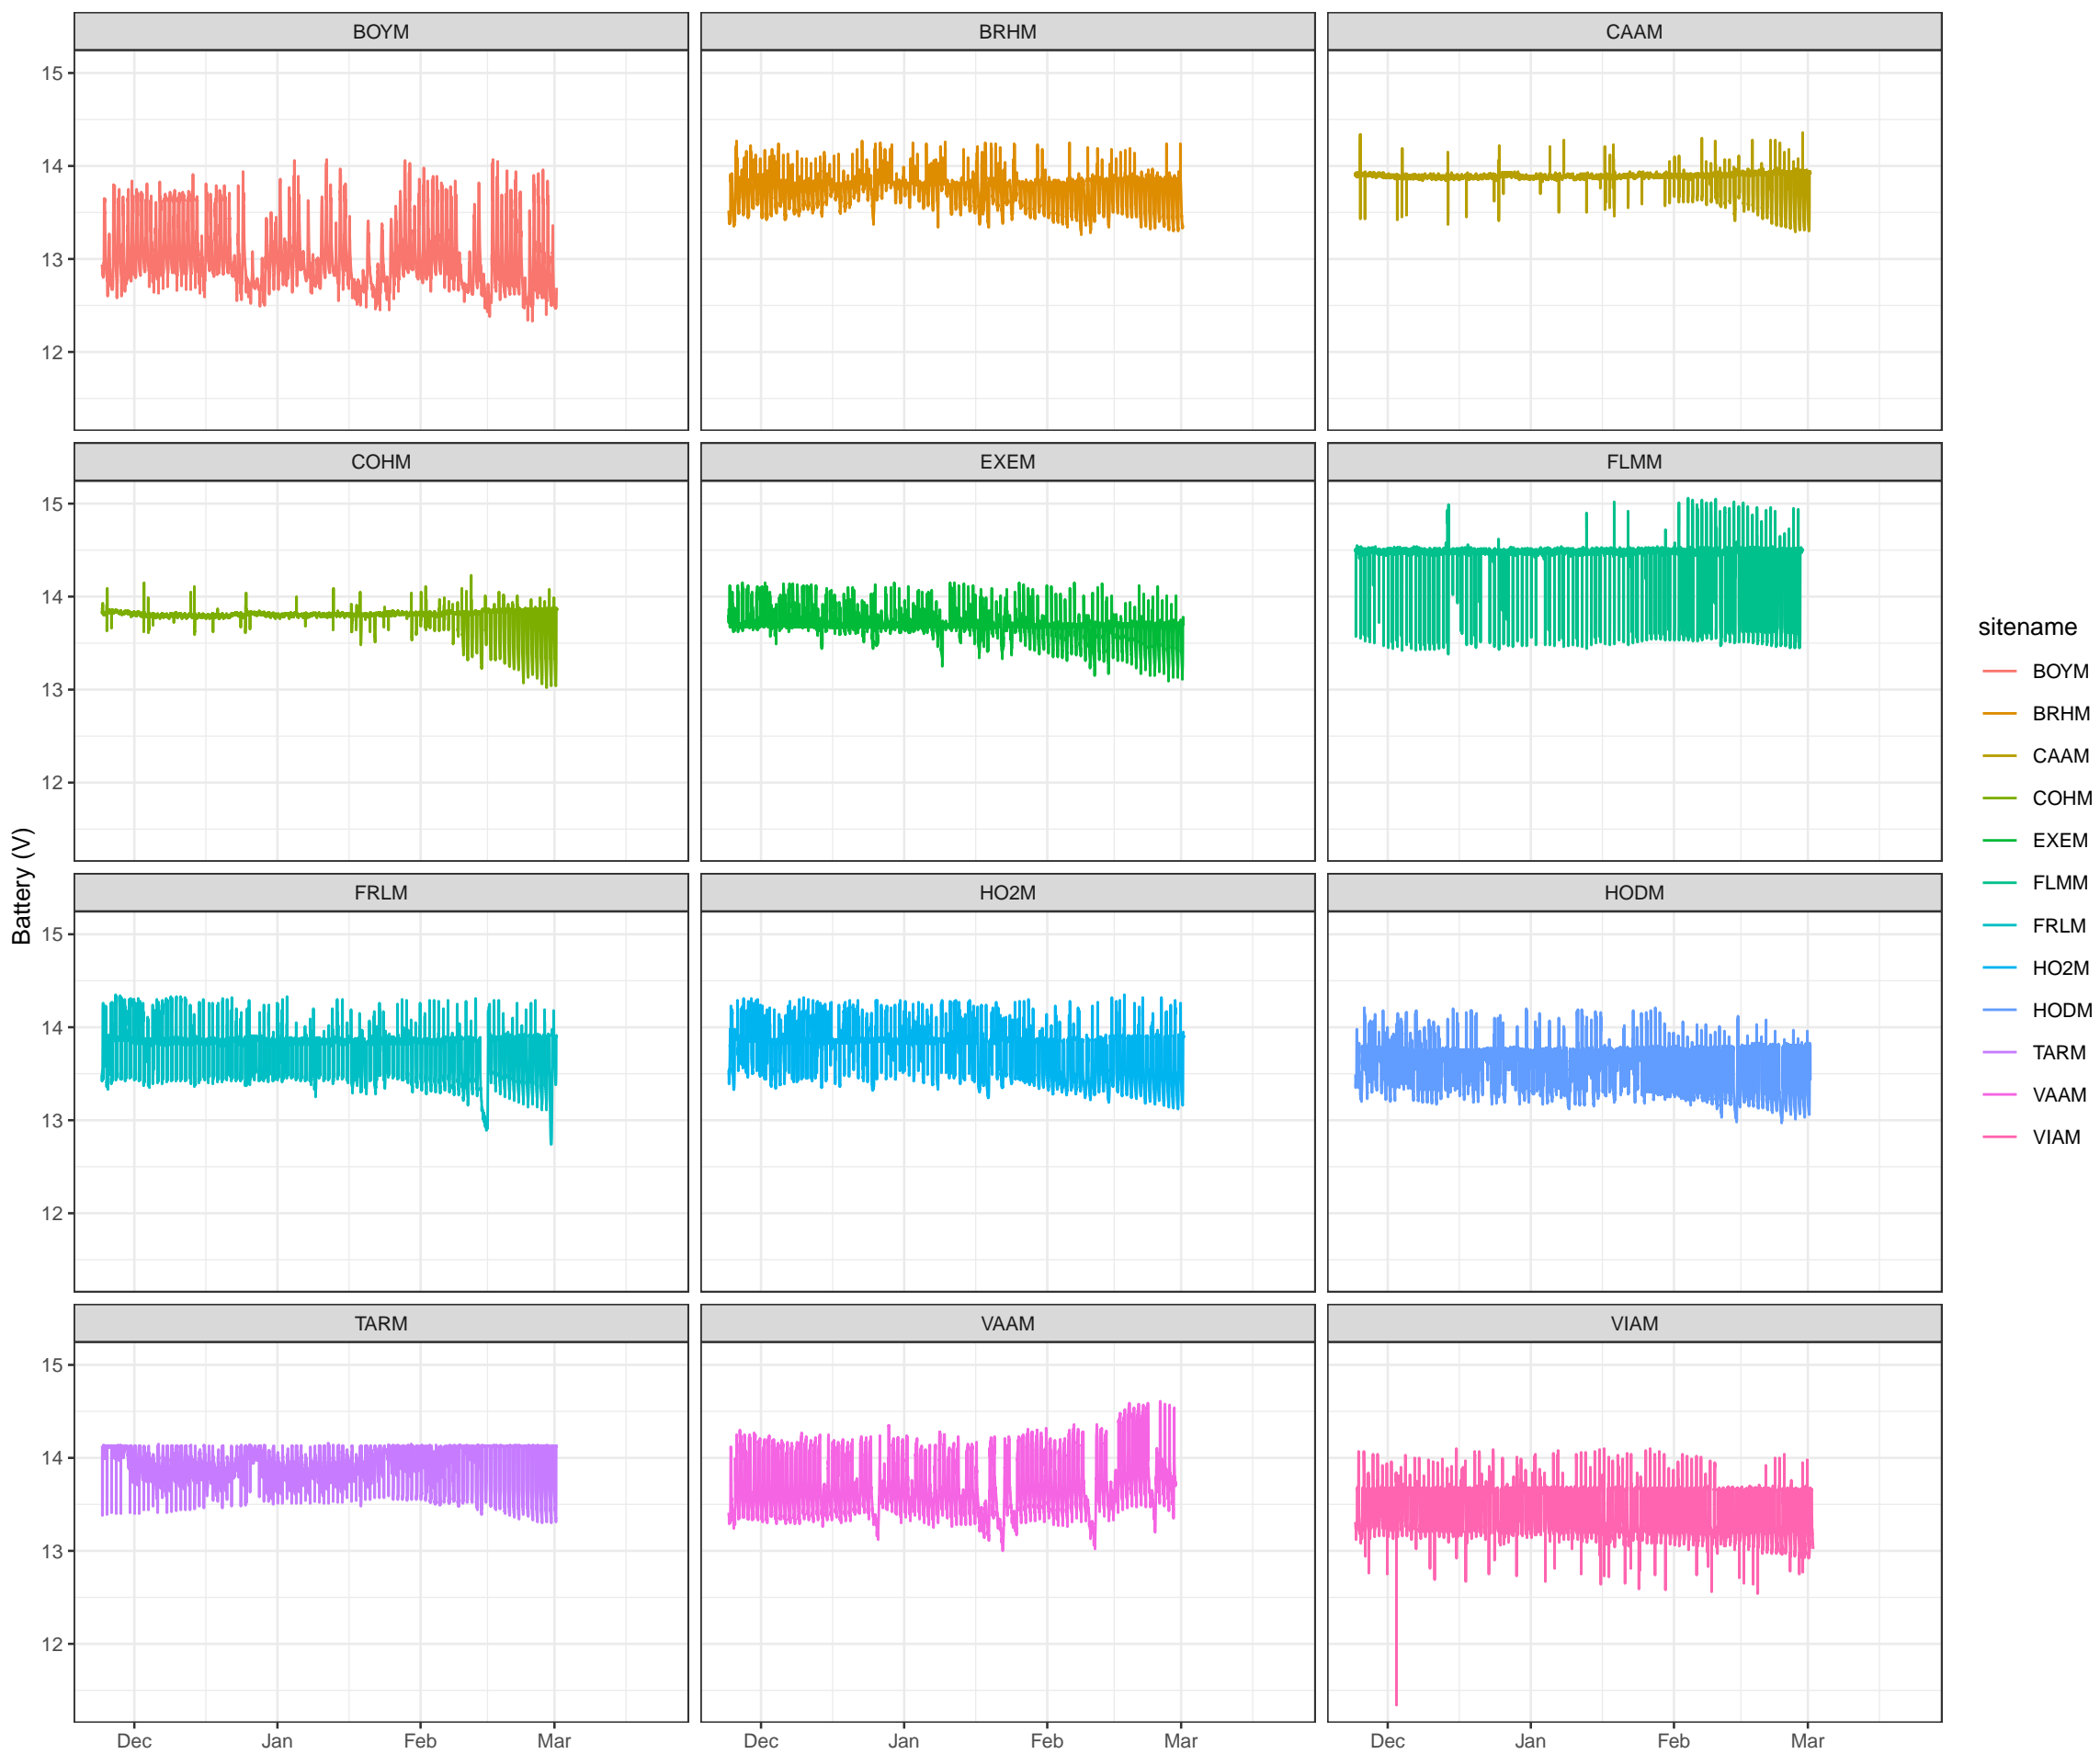 BOYM
BRHM
CAAM
15
14
13
12
COHM
EXEM
FLMM
15
14
13
12
FRLM
HO2M
HODM
15
14
13
12
TARM
VAAM
VIAM
15
14
13
12
Dec Jan Feb Mar
Dec Jan Feb Mar
Dec Jan Feb Mar
Battery (V)
sitename
BOYM
BRHM
CAAM
COHM
EXEM
FLMM
FRLM
HO2M
HODM
TARM
VAAM
VIAM